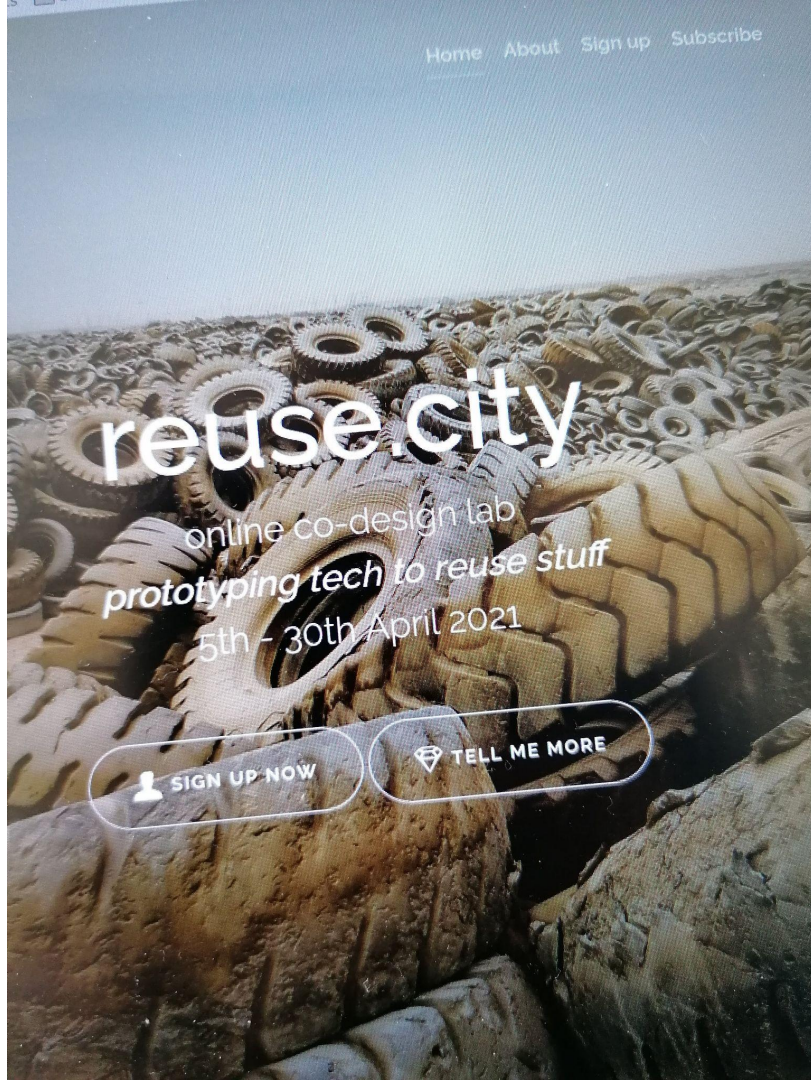 Home About Sign up Subscribe
reuse.city
online co-design lab
prototyping tech to reuse stuff
5th - 30th April 2021
SIGN UP NOW
TELL ME MORE